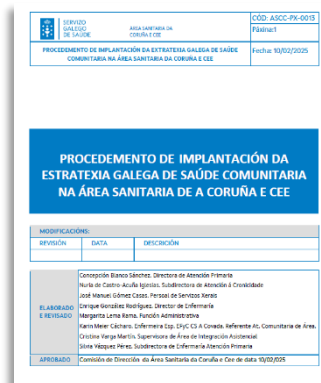 SERVIZO
GALEGO
DE SAÚDE
ÁREA SANITARIA DA
CORUÑA E CEE
CÓD: ASCC-PX-0013
Páxina:1
PROCEDEMENTO DE IMPLANTACIÓN DA EXTRATEXIA GALEGA DE SAÚDE
COMUNITARIA NA ÁREA SANITARIA DA CORUÑA E CEE
Fecha: 10/02/2025
PROCEDEMENTO DE IMPLANTACIÓN DA
ESTRATEXIA GALEGA DE SAÚDE COMUNITARIA
NA ÁREA SANITARIA DE A CORUÑA E CEE
MODIFICACIÓNS:
REVISIÓN DATA DESCRICIÓN
ELABORADO
E REVISADO
Concepción Blanco Sánchez. Directora de Atención Primaria
Nuria de Castro-Acuña Iglesias. Subdirectora de Atención á Cronicidade
José Manuel Gómez Casas. Persoal de Servizos Xerais
Enrique González Rodríguez. Director de Enfermaría
Margarita Lema Rama. Función Administrativa
Karin Meier Cácharo. Enfermeira Esp. EFyC CS A Covada. Referente At. Comunitaria de Área.
Cristina Varga Martín. Supervisora de Área de Integración Asistencial
Silvia Vázquez Pérez. Subdirectora de Enfermaría Atención Primaria
APROBADO Comisión de Dirección da Área Sanitaria da Coruña e Cee de data 10/02/025